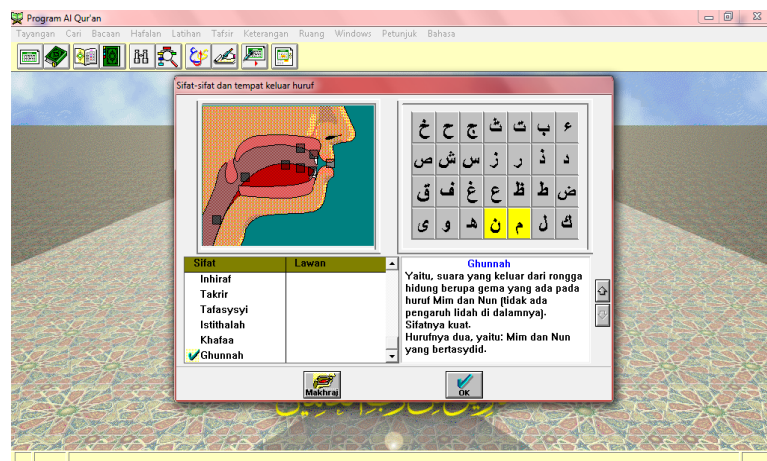 Program Al Qur'an
Tayangan Cari Bacaan Hafalan Latihan Tafsir Keterangan Ruang Windows Petunjuk Bahasa
Sifat-sifat dan tempat keluar huruf
خ ح ج ث ت ب ء
ص ش س ز ر ذ د
ق ف غ ع ظ ط ض
ى و ه ن م ل ك
Sifat Lawan
Inhiraf
Takrir
Tafasysyi
Istithalah
Khafaa
Ghunnah
Ghunnah
Yaitu, suara yang keluar dari rongga
hidung berupa gema yang ada pada
huruf Mim dan Nun (tidak ada
pengaruh lidah di dalamnya).
Sifatnya kuat.
Hurufnya dua, yaitu: Mim dan Nun
yang bertasydid.
Makhraj
OK